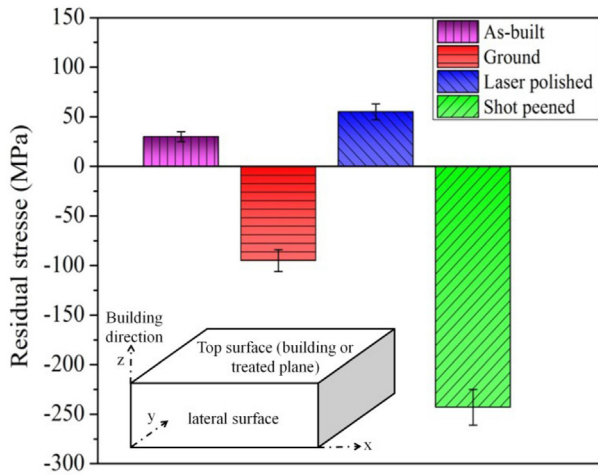 150
100
50
0
-50
-100
-150
-200
-250
-300
Residual stresse (MPa)
As-built
Ground
Laser polished
Shot peened
Building
direction
z
Top surface (building or
treated plane)
y
lateral surface
x